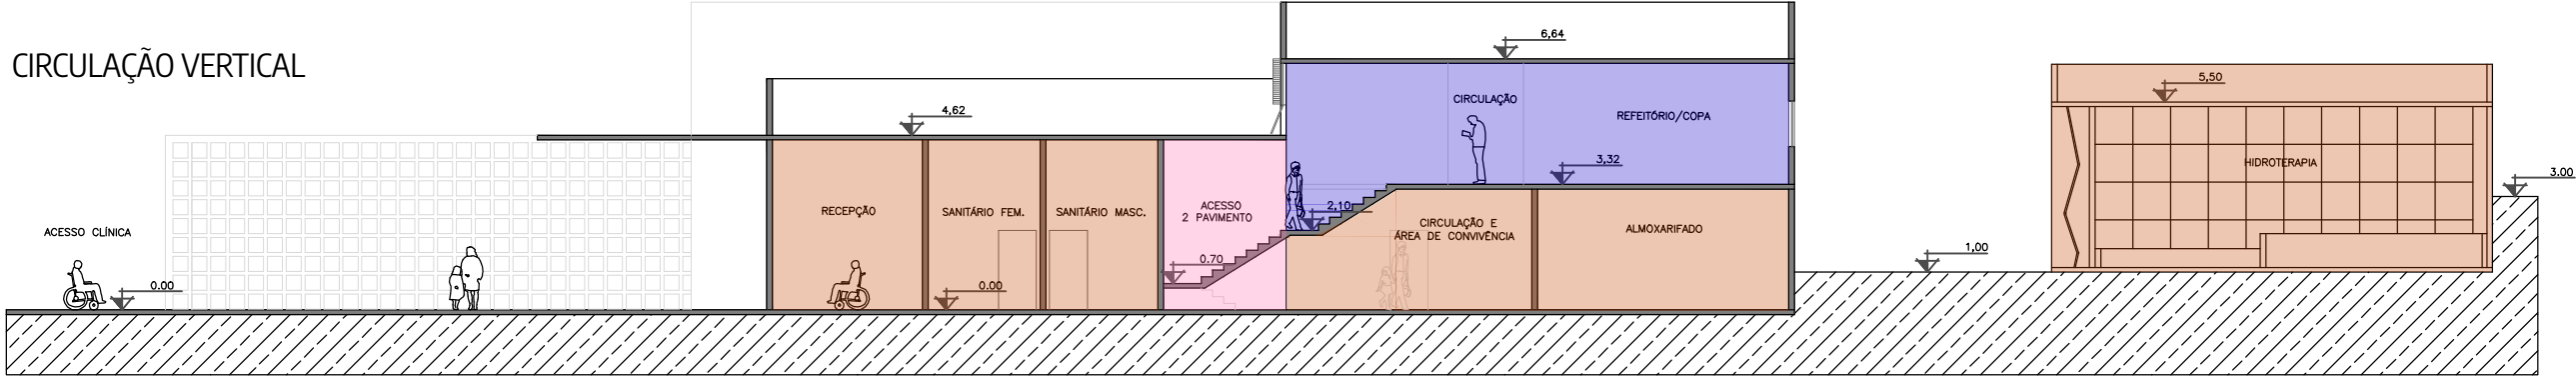 CIRCULAÇÃO VERTICAL
6,64
5,50
4,62
CIRCULAÇÃO
REFEITÓRIO/COPA
3,32
HIDROTERAPIA
3.00
RECEPÇÃO
SANITÁRIO FEM.
SANITÁRIO MASC.
ACESSO
2 PAVIMENTO
2,10
CIRCULAÇÃO E
ÁREA DE CONVIVÊNCIA
ALMOXARIFADO
ACESSO CLÍNICA
1,00
0.70
0.00
0.00